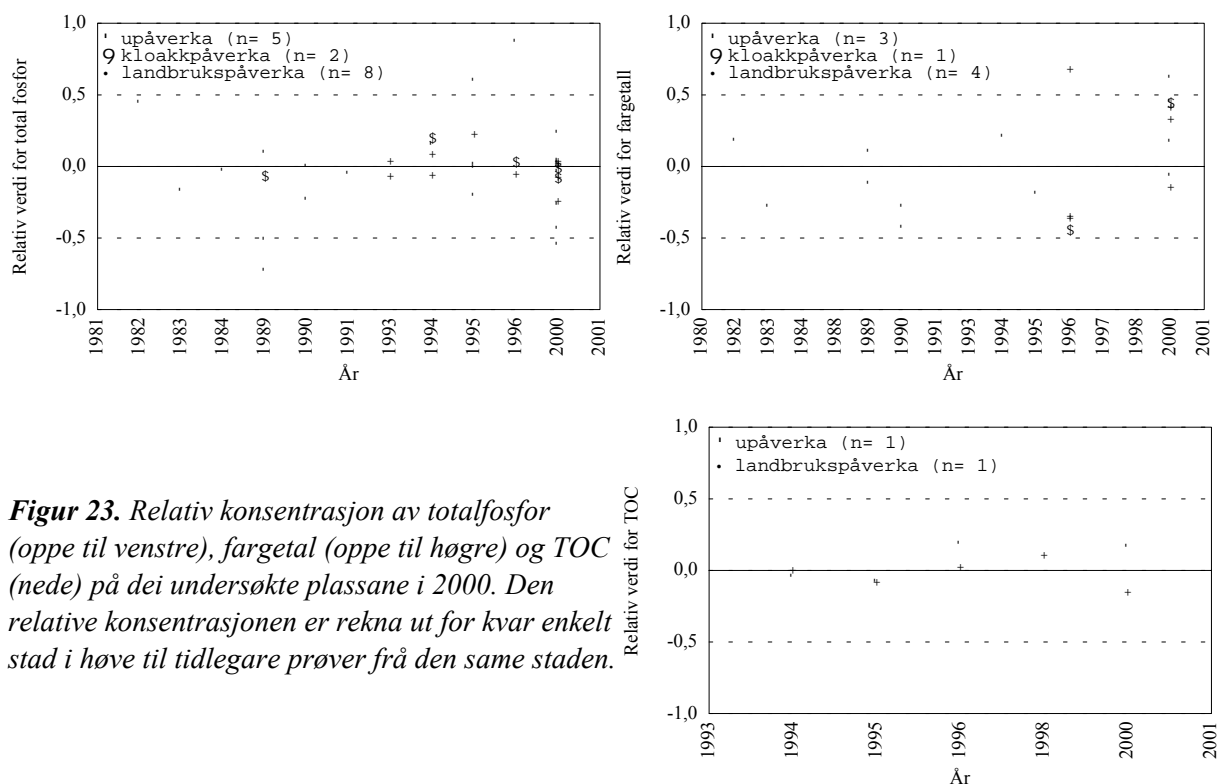 Relativ verdi for total fosfor
1,0
0,5
0,0
-0,5
-1,0
' upåverka (n= 5)
9 kloakkpåverka (n= 2)
· landbrukspåverka (n= 8)
1981 1982 1983 1984 1989 1990 1991 1993 1994 1995 1996 2000 2001
År
Relativ verdi for fargetall
1,0
0,5
0,0
-0,5
-1,0
' upåverka (n= 3)
9 kloakkpåverka (n= 1)
· landbrukspåverka (n= 4)
1980 1982 1983 1984 1988 1989 1990 1993 1994 1995 1996 1997 1998 2000 2001
År
Figur 23. Relativ konsentrasjon av totalfosfor
(oppe til venstre), fargetal (oppe til høgre) og TOC
(nede) på dei undersøkte plassane i 2000. Den
relative konsentrasjonen er rekna ut for kvar enkelt
stad i høve til tidlegare prøver frå den same staden.
Relativ verdi for TOC
1,0
0,5
0,0
-0,5
-1,0
' upåverka (n= 1)
· landbrukspåverka (n= 1)
1993 1994 1995 1996 1998 2000 2001
År